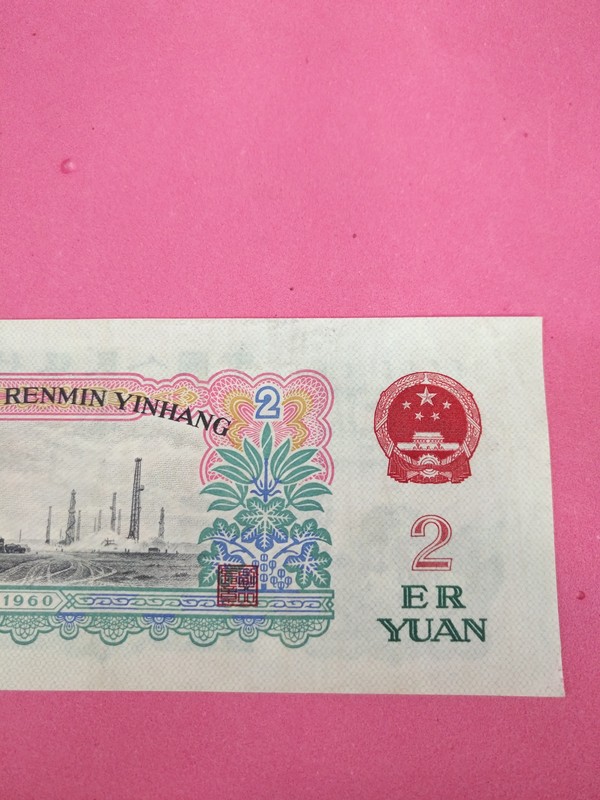 RENMIN YINHANG
2
2
ER
YUAN
1960